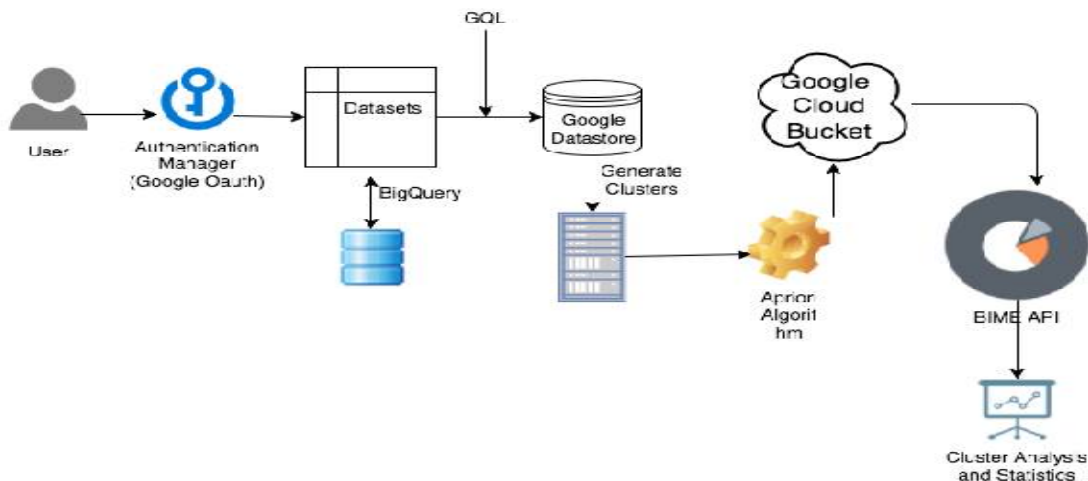 GQL
User
Authentication
Manager
(Google Oauth)
Datasets
BigQuery
Google
Datastore
Generate
Clusters
Apriori
Algorit
hm
Google
Cloud
Bucket
BIME API
Cluster Analysis
and Statistics